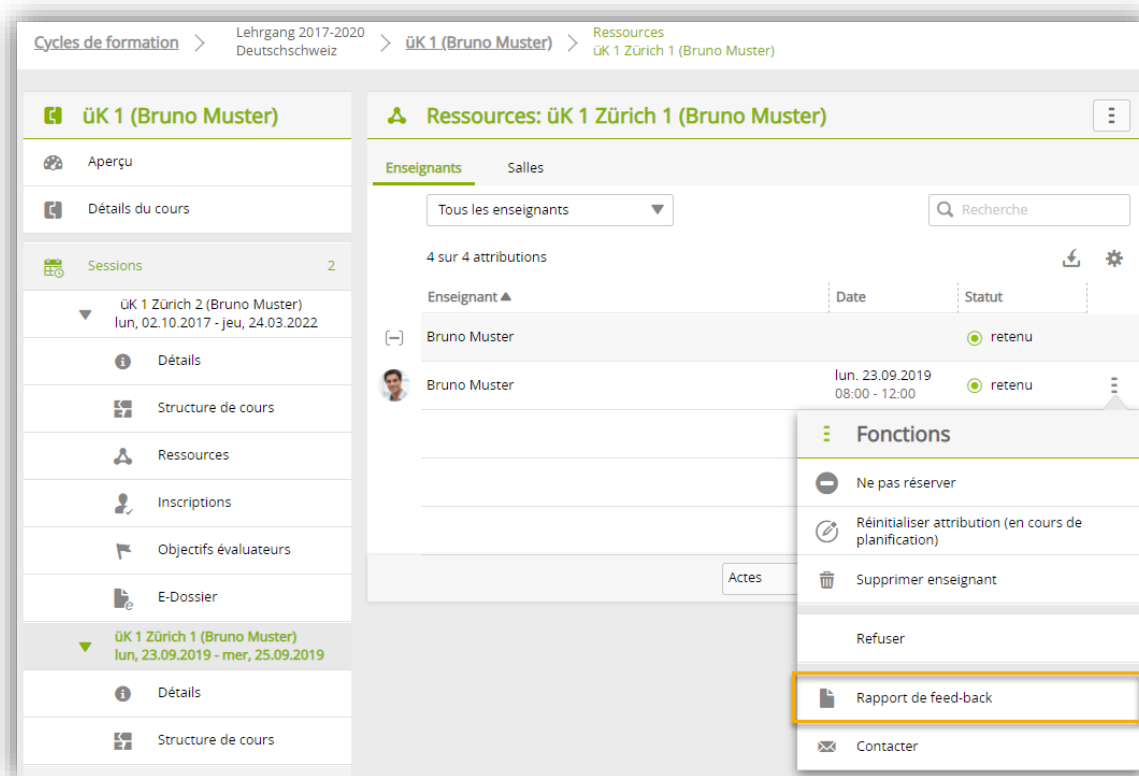 Cycles de formation
Lehrgang 2017-2020
Deutschschweiz
üK 1 (Bruno Muster)
Ressources
üK 1 Zürich 1 (Bruno Muster)
üK 1 (Bruno Muster)
Aperçu
Détails du cours
Sessions 2
üK 1 Zürich 2 (Bruno Muster)
lun, 02.10.2017 - jeu, 24.03.2022
Détails
Structure de cours
Ressources
Inscriptions
Objectifs évaluateurs
E-Dossier
üK 1 Zürich 1 (Bruno Muster)
lun, 23.09.2019 - mer, 25.09.2019
Détails
Structure de cours
Ressources: üK 1 Zürich 1 (Bruno Muster)
Enseignants Salles
Tous les enseignants Recherche
4 sur 4 attributions
Enseignant Date Statut
Bruno Muster retenu
Bruno Muster lun. 23.09.2019 retenu
08:00 - 12:00
Actes
Fonctions
Ne pas réserver
Réinitialiser attribution (en cours de
planification)
Supprimer enseignant
Refuser
Rapport de feed-back
Contacter